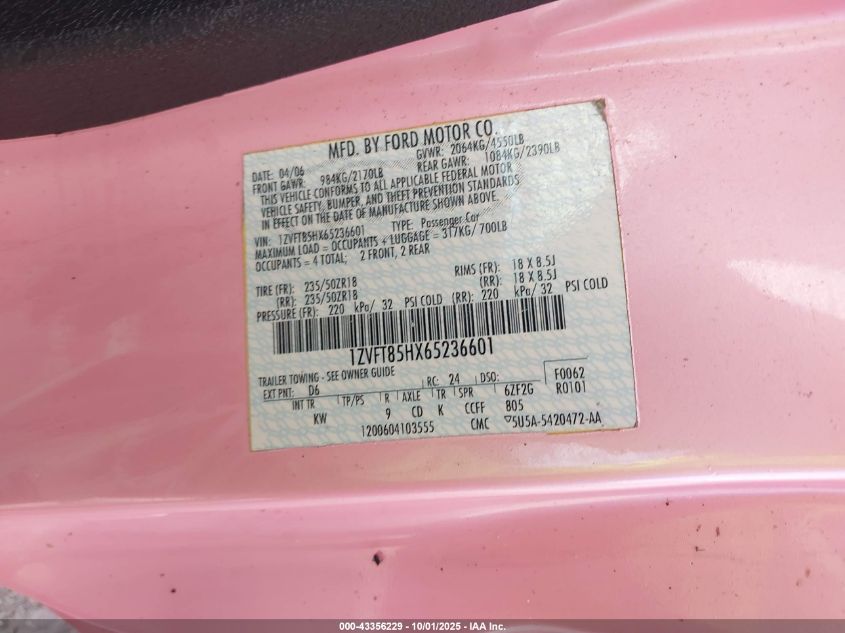 MFD. BY FORD MOTOR CO.
DATE: 04/06 GVWR: 2064KG/4550LB
FRONT GAWR: 984KG/2170LB REAR GAWR: 1084KG/2390LB
THIS VEHICLE CONFORMS TO ALL APPLICABLE FEDERAL MOTOR
VEHICLE SAFETY, BUMPER, AND THEFT PREVENTION STANDARDS
IN EFFECT ON THE DATE OF MANUFACTURE SHOWN ABOVE.
VIN: 1ZVFT85HX65236601 TYPE: Passenger Car
MAXIMUM LOAD = OCCUPANTS + LUGGAGE = 317KG/700LB
OCCUPANTS = 4 TOTAL; 2 FRONT, 2 REAR
TIRE (FR): 235/50ZR18 RIMS (FR): 18 X 8.5J
(RR): 235/50ZR18 (RR): 18 X 8.5J
PRESSURE (FR): 220 kPa/ 32 PSI COLD (RR): 220 kPa/ 32 PSI COLD
1ZVFT85HX65236601
TRAILER TOWING - SEE OWNER GUIDE
EXT PNT: D6 RC: 24 DSO: F0062
INT TR TP/PS R AXLE TR SPR 6ZF2G R0101
KW 9 CD K CCFF 805
1200604103555 CMC 5U5A-5420472-AA
000-43356229 - 10/01/2025 - IAA Inc.